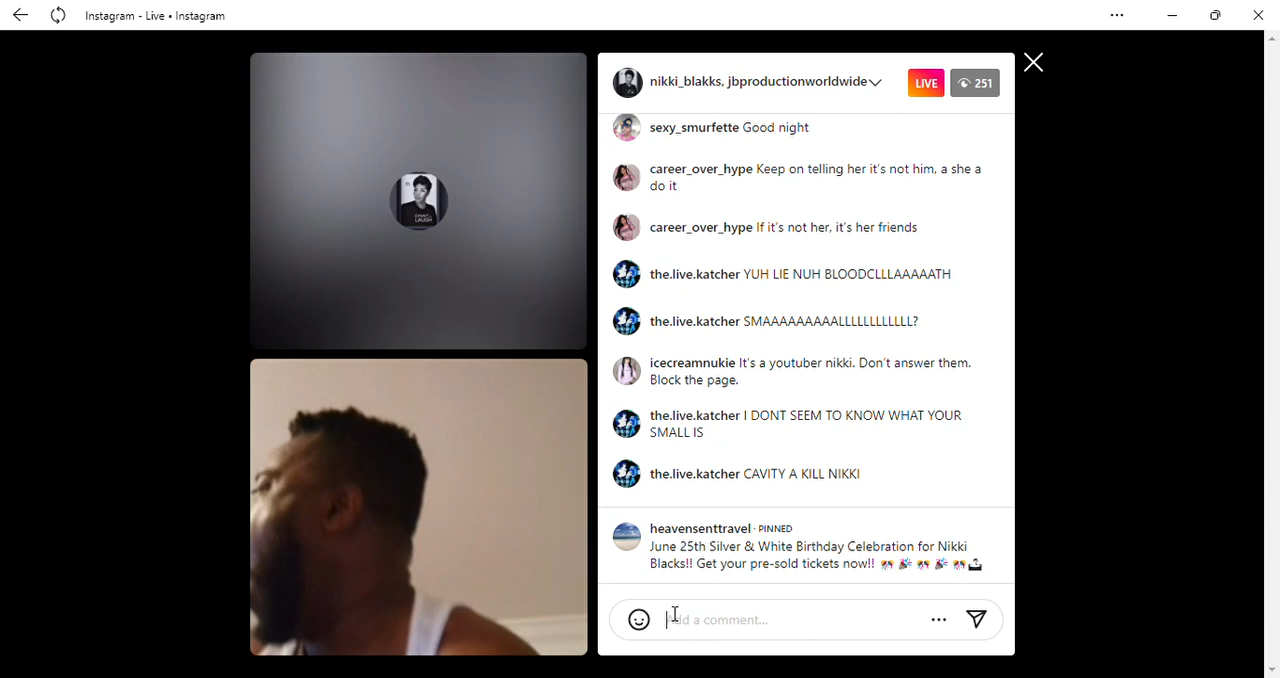 Instagram - Live • Instagram
nikki_blakks, jbproductionworldwide
LIVE
251
sexy_smurfette Good night
career_over_hype Keep on telling her it's not him, a she a
do it
career_over_hype If it's not her, it's her friends
the.live.katcher YUH LIE NUH BLOODCLLLAAAAATH
the.live.katcher SMAAAAAAAAALLLLLLLLLLLL?
icecreamnukie It's a youtuber nikki. Don't answer them.
Block the page.
the.live.katcher I DONT SEEM TO KNOW WHAT YOUR
SMALL IS
the.live.katcher CAVITY A KILL NIKKI
heavensenttravel · PINNED
June 25th Silver & White Birthday Celebration for Nikki
Blacks!! Get your pre-sold tickets now!! 🎊 🎉 🎊 🎉 🎊
Add a comment...